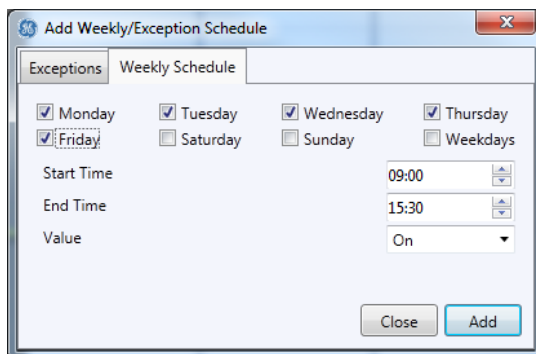 Add Weekly/Exception Schedule
Exceptions Weekly Schedule
Monday Tuesday Wednesday Thursday
Friday Saturday Sunday Weekdays
Start Time 09:00
End Time 15:30
Value On
Close Add